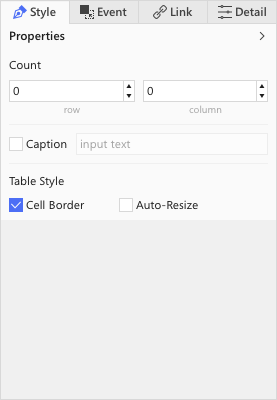 Style Event Link Detail
Properties
Count
0 0
row column
Caption input text
Table Style
Cell Border Auto-Resize